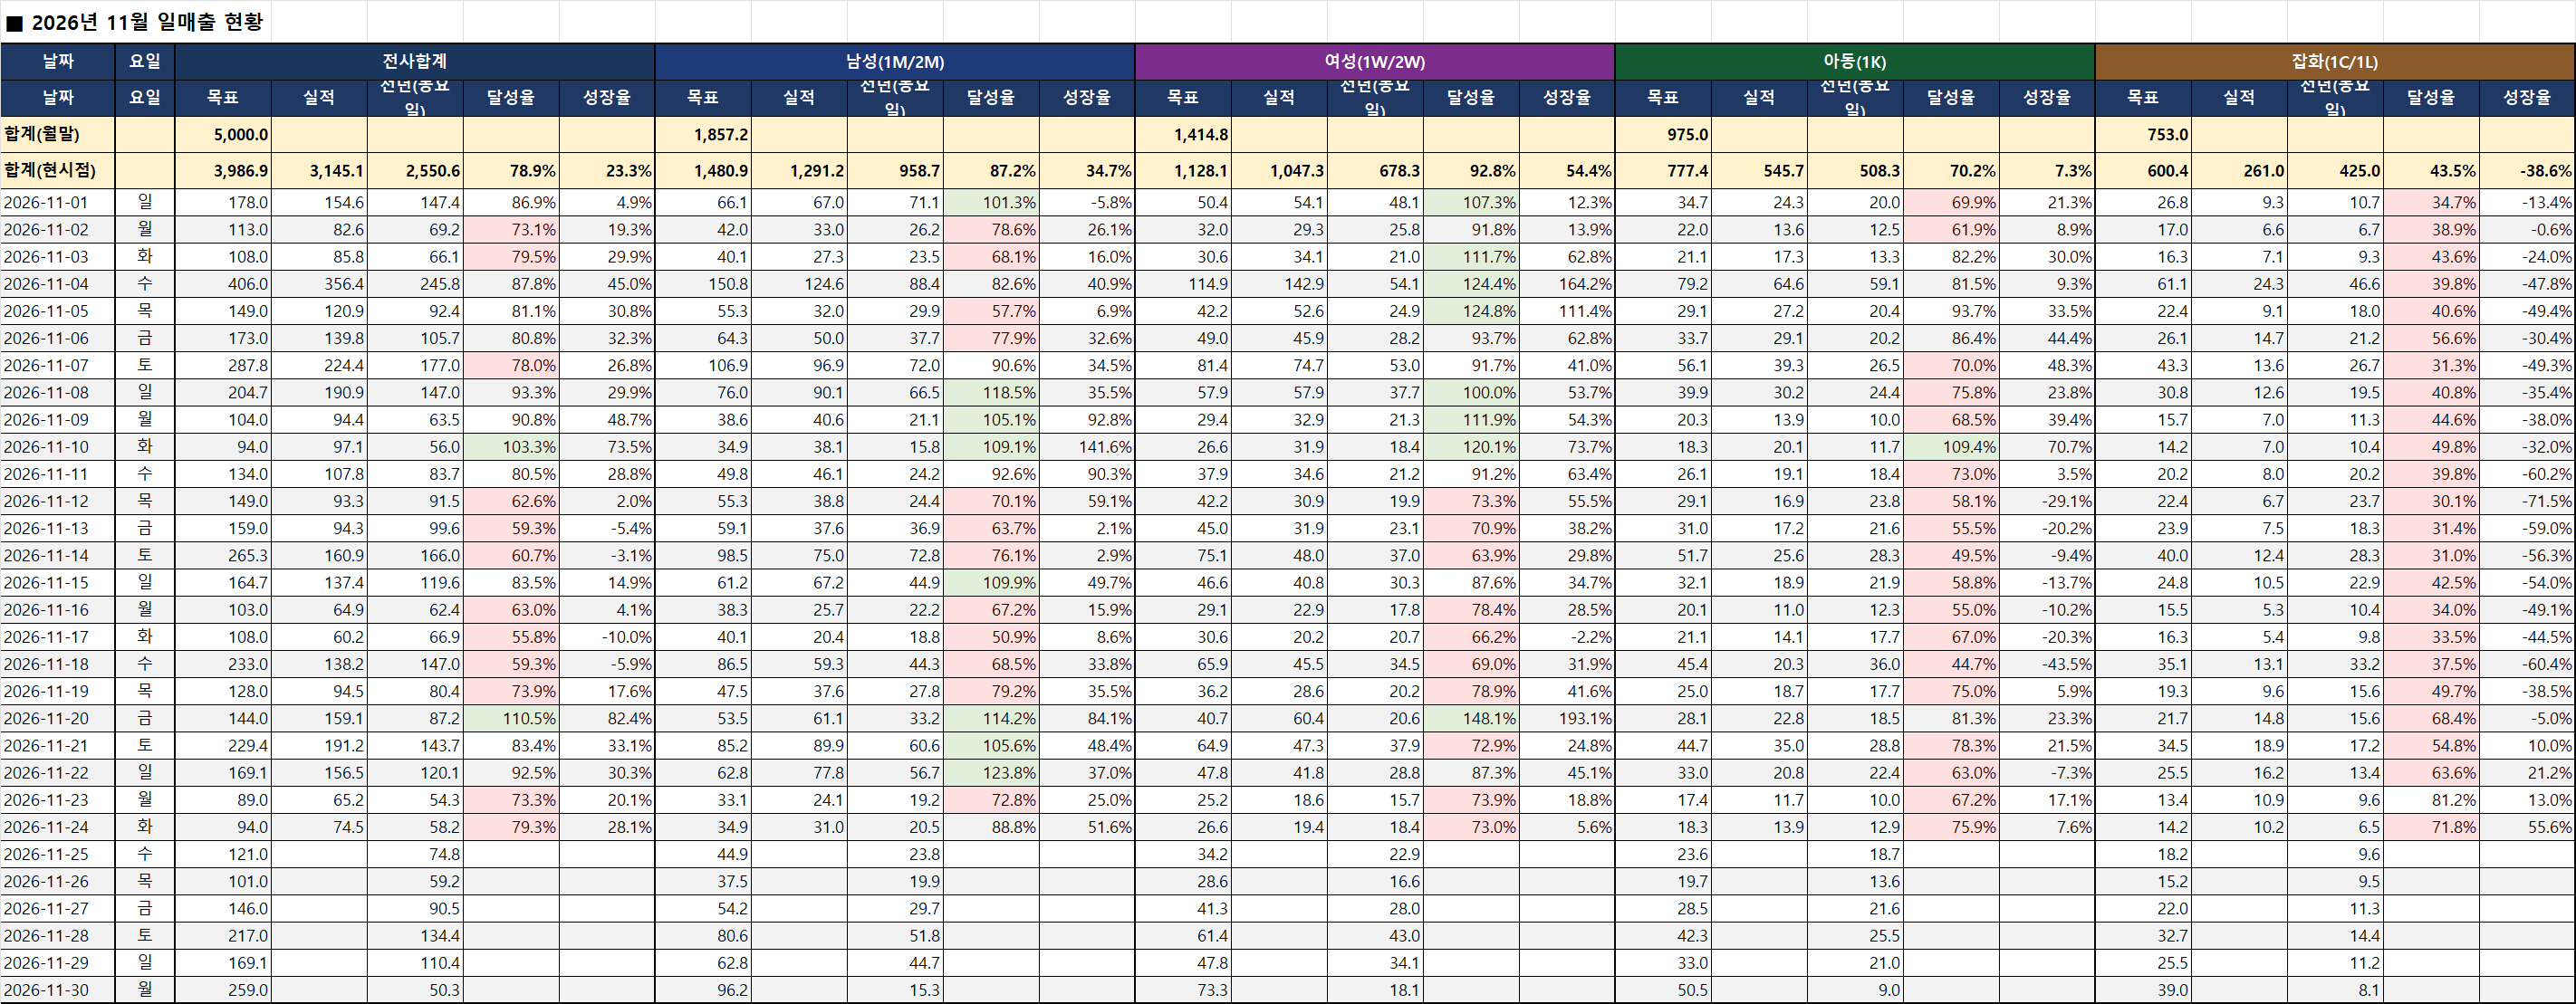 ■ 2026년 11월 일매출 현황
날짜 요일 전사합계 남성(1M/2M) 여성(1W/2W) 아동(1K) 잡화(1C/1L)
날짜 요일 목표 실적 전년(동요일) 달성율 성장율 목표 실적 전년(동요일) 달성율 성장율 목표 실적 전년(동요일) 달성율 성장율 목표 실적 전년(동요일) 달성율 성장율 목표 실적 전년(동요일) 달성율 성장율
합계(월말) 5,000.0 1,857.2 1,414.8 975.0 753.0
합계(현시점) 3,986.9 3,145.1 2,550.6 78.9% 23.3% 1,480.9 1,291.2 958.7 87.2% 34.7% 1,128.1 1,047.3 678.3 92.8% 54.4% 777.4 545.7 508.3 70.2% 7.3% 600.4 261.0 425.0 43.5% -38.6%
2026-11-01 일 178.0 154.6 147.4 86.9% 4.9% 66.1 67.0 71.1 101.3% -5.8% 50.4 54.1 48.1 107.3% 12.3% 34.7 24.3 20.0 69.9% 21.3% 26.8 9.3 10.7 34.7% -13.4%
2026-11-02 월 113.0 82.6 69.2 73.1% 19.3% 42.0 33.0 26.2 78.6% 26.1% 32.0 29.3 25.8 91.8% 13.9% 22.0 13.6 12.5 61.9% 8.9% 17.0 6.6 6.7 38.9% -0.6%
2026-11-03 화 108.0 85.8 66.1 79.5% 29.9% 40.1 27.3 23.5 68.1% 16.0% 30.6 34.1 21.0 111.7% 62.8% 21.1 17.3 13.3 82.2% 30.0% 16.3 7.1 9.3 43.6% -24.0%
2026-11-04 수 406.0 356.4 245.8 87.8% 45.0% 150.8 124.6 88.4 82.6% 40.9% 114.9 142.9 54.1 124.4% 164.2% 79.2 64.6 59.1 81.5% 9.3% 61.1 24.3 46.6 39.8% -47.8%
2026-11-05 목 149.0 120.9 92.4 81.1% 30.8% 55.3 32.0 29.9 57.7% 6.9% 42.2 52.6 24.9 124.8% 111.4% 29.1 27.2 20.4 93.7% 33.5% 22.4 9.1 18.0 40.6% -49.4%
2026-11-06 금 173.0 139.8 105.7 80.8% 32.3% 64.3 50.0 37.7 77.9% 32.6% 49.0 45.9 28.2 93.7% 62.8% 33.7 29.1 20.2 86.4% 44.4% 26.1 14.7 21.2 56.6% -30.4%
2026-11-07 토 287.8 224.4 177.0 78.0% 26.8% 106.9 96.9 72.0 90.6% 34.5% 81.4 74.7 53.0 91.7% 41.0% 56.1 39.3 26.5 70.0% 48.3% 43.3 13.6 26.7 31.3% -49.3%
2026-11-08 일 204.7 190.9 147.0 93.3% 29.9% 76.0 90.1 66.5 118.5% 35.5% 57.9 57.9 37.7 100.0% 53.7% 39.9 30.2 24.4 75.8% 23.8% 30.8 12.6 19.5 40.8% -35.4%
2026-11-09 월 104.0 94.4 63.5 90.8% 48.7% 38.6 40.6 21.1 105.1% 92.8% 29.4 32.9 21.3 111.9% 54.3% 20.3 13.9 10.0 68.5% 39.4% 15.7 7.0 11.3 44.6% -38.0%
2026-11-10 화 94.0 97.1 56.0 103.3% 73.5% 34.9 38.1 15.8 109.1% 141.6% 26.6 31.9 18.4 120.1% 73.7% 18.3 20.1 11.7 109.4% 70.7% 14.2 7.0 10.4 49.8% -32.0%
2026-11-11 수 134.0 107.8 83.7 80.5% 28.8% 49.8 46.1 24.2 92.6% 90.3% 37.9 34.6 21.2 91.2% 63.4% 26.1 19.1 18.4 73.0% 3.5% 20.2 8.0 20.2 39.8% -60.2%
2026-11-12 목 149.0 93.3 91.5 62.6% 2.0% 55.3 38.8 24.4 70.1% 59.1% 42.2 30.9 19.9 73.3% 55.5% 29.1 16.9 23.8 58.1% -29.1% 22.4 6.7 23.7 30.1% -71.5%
2026-11-13 금 159.0 94.3 99.6 59.3% -5.4% 59.1 37.6 36.9 63.7% 2.1% 45.0 31.9 23.1 70.9% 38.2% 31.0 17.2 21.6 55.5% -20.2% 23.9 7.5 18.3 31.4% -59.0%
2026-11-14 토 265.3 160.9 166.0 60.7% -3.1% 98.5 75.0 72.8 76.1% 2.9% 75.1 48.0 37.0 63.9% 29.8% 51.7 25.6 28.3 49.5% -9.4% 40.0 12.4 28.3 31.0% -56.3%
2026-11-15 일 164.7 137.4 119.6 83.5% 14.9% 61.2 67.2 44.9 109.9% 49.7% 46.6 40.8 30.3 87.6% 34.7% 32.1 18.9 21.9 58.8% -13.7% 24.8 10.5 22.9 42.5% -54.0%
2026-11-16 월 103.0 64.9 62.4 63.0% 4.1% 38.3 25.7 22.2 67.2% 15.9% 29.1 22.9 17.8 78.4% 28.5% 20.1 11.0 12.3 55.0% -10.2% 15.5 5.3 10.4 34.0% -49.1%
2026-11-17 화 108.0 60.2 66.9 55.8% -10.0% 40.1 20.4 18.8 50.9% 8.6% 30.6 20.2 20.7 66.2% -2.2% 21.1 14.1 17.7 67.0% -20.3% 16.3 5.4 9.8 33.5% -44.5%
2026-11-18 수 233.0 138.2 147.0 59.3% -5.9% 86.5 59.3 44.3 68.5% 33.8% 65.9 45.5 34.5 69.0% 31.9% 45.4 20.3 36.0 44.7% -43.5% 35.1 13.1 33.2 37.5% -60.4%
2026-11-19 목 128.0 94.5 80.4 73.9% 17.6% 47.5 37.6 27.8 79.2% 35.5% 36.2 28.6 20.2 78.9% 41.6% 25.0 18.7 17.7 75.0% 5.9% 19.3 9.6 15.6 49.7% -38.5%
2026-11-20 금 144.0 159.1 87.2 110.5% 82.4% 53.5 61.1 33.2 114.2% 84.1% 40.7 60.4 20.6 148.1% 193.1% 28.1 22.8 18.5 81.3% 23.3% 21.7 14.8 15.6 68.4% -5.0%
2026-11-21 토 229.4 191.2 143.7 83.4% 33.1% 85.2 89.9 60.6 105.6% 48.4% 64.9 47.3 37.9 72.9% 24.8% 44.7 35.0 28.8 78.3% 21.5% 34.5 18.9 17.2 54.8% 10.0%
2026-11-22 일 169.1 156.5 120.1 92.5% 30.3% 62.8 77.8 56.7 123.8% 37.0% 47.8 41.8 28.8 87.3% 45.1% 33.0 20.8 22.4 63.0% -7.3% 25.5 16.2 13.4 63.6% 21.2%
2026-11-23 월 89.0 65.2 54.3 73.3% 20.1% 33.1 24.1 19.2 72.8% 25.0% 25.2 18.6 15.7 73.9% 18.8% 17.4 11.7 10.0 67.2% 17.1% 13.4 10.9 9.6 81.2% 13.0%
2026-11-24 화 94.0 74.5 58.2 79.3% 28.1% 34.9 31.0 20.5 88.8% 51.6% 26.6 19.4 18.4 73.0% 5.6% 18.3 13.9 12.9 75.9% 7.6% 14.2 10.2 6.5 71.8% 55.6%
2026-11-25 수 121.0 74.8 44.9 23.8 34.2 22.9 23.6 18.7 18.2 9.6
2026-11-26 목 101.0 59.2 37.5 19.9 28.6 16.6 19.7 13.6 15.2 9.5
2026-11-27 금 146.0 90.5 54.2 29.7 41.3 28.0 28.5 21.6 22.0 11.3
2026-11-28 토 217.0 134.4 80.6 51.8 61.4 43.0 42.3 25.5 32.7 14.4
2026-11-29 일 169.1 110.4 62.8 44.7 47.8 34.1 33.0 21.0 25.5 11.2
2026-11-30 월 259.0 50.3 96.2 15.3 73.3 18.1 50.5 9.0 39.0 8.1